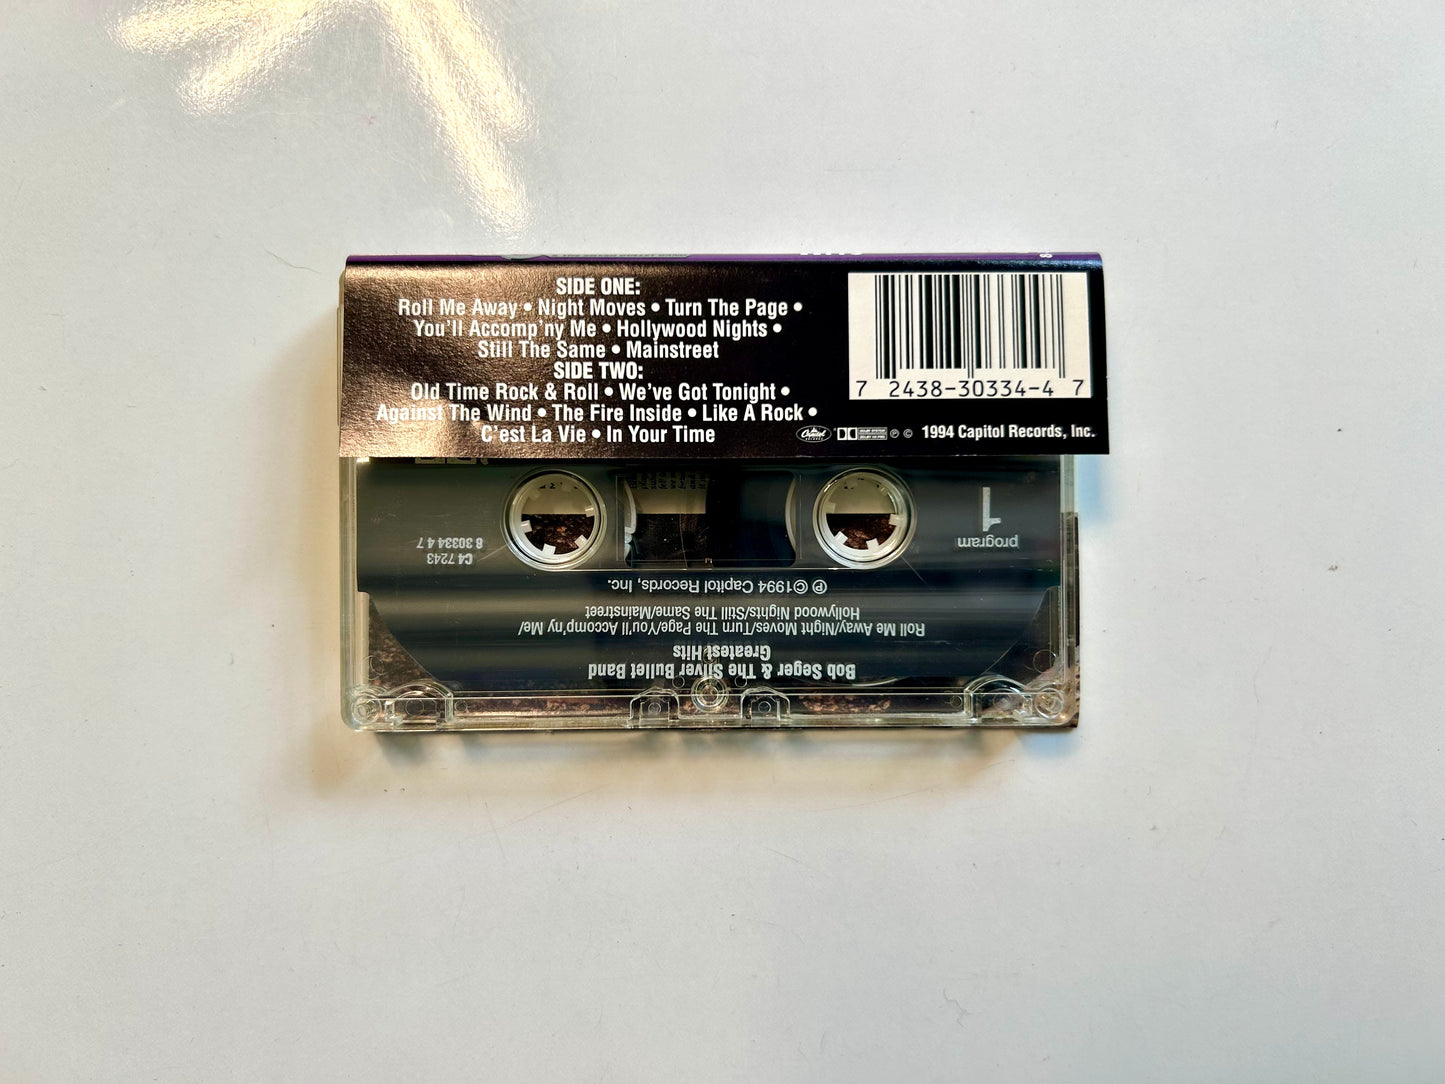 SIDE ONE:
Roll Me Away • Night Moves • Turn The Page •
You'll Accomp'ny Me • Hollywood Nights •
Still The Same • Mainstreet
SIDE TWO:
Old Time Rock & Roll • We've Got Tonight •
Against The Wind • The Fire Inside • Like A Rock •
C'est La Vie • In Your Time
7 2438-30334-4 7
Capitol
℗ © 1994 Capitol Records, Inc.
Bob Seger & The Silver Bullet Band
Greatest Hits
Roll Me Away/Night Moves/Turn The Page/You'll Accomp'ny Me/
Hollywood Nights/Still The Same/Mainstreet
℗©1994 Capitol Records, Inc.
program
1
C4 7243
8 30334 4 7